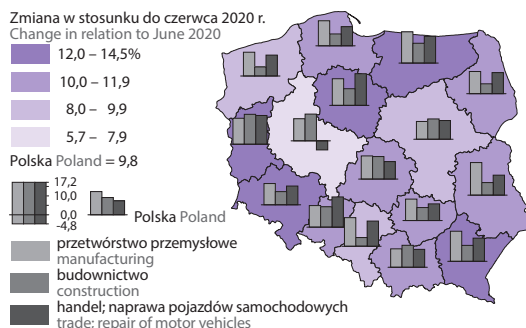 Zmiana w stosunku do czerwca 2020 r.
Change in relation to June 2020
12,0 – 14,5%
10,0 – 11,9
8,0 – 9,9
5,7 – 7,9
Polska Poland = 9,8
17,2
10,0
0,0
-4,8
Polska Poland
przetwórstwo przemysłowe
manufacturing
budownictwo
construction
handel; naprawa pojazdów samochodowych
trade; repair of motor vehicles